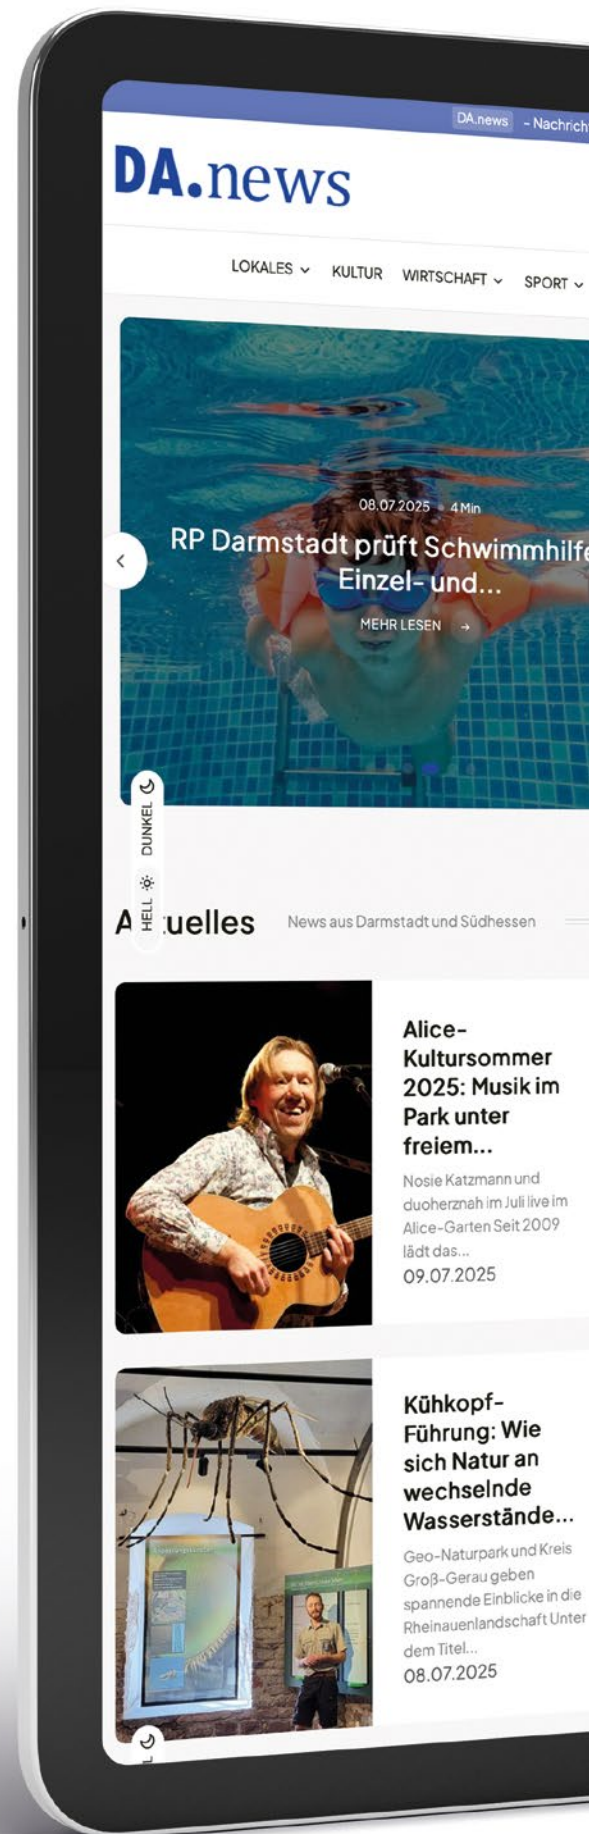 DA.news – Nachricht
DA.news
LOKALES KULTUR WIRTSCHAFT SPORT
08.07.2025 4 Min
RP Darmstadt prüft Schwimmhilfe
Einzel- und...
MEHR LESEN →
HELL DUNKEL
Aktuelles News aus Darmstadt und Südhessen
Alice-
Kultursommer
2025: Musik im
Park unter
freiem...
Nosie Katzmann und
duoherznah im Juli live im
Alice-Garten Seit 2009
lädt das...
09.07.2025
Kühkopf-
Führung: Wie
sich Natur an
wechselnde
Wasserstände...
Geo-Naturpark und Kreis
Groß-Gerau geben
spannende Einblicke in die
Rheinauenlandschaft Unter
dem Titel...
08.07.2025